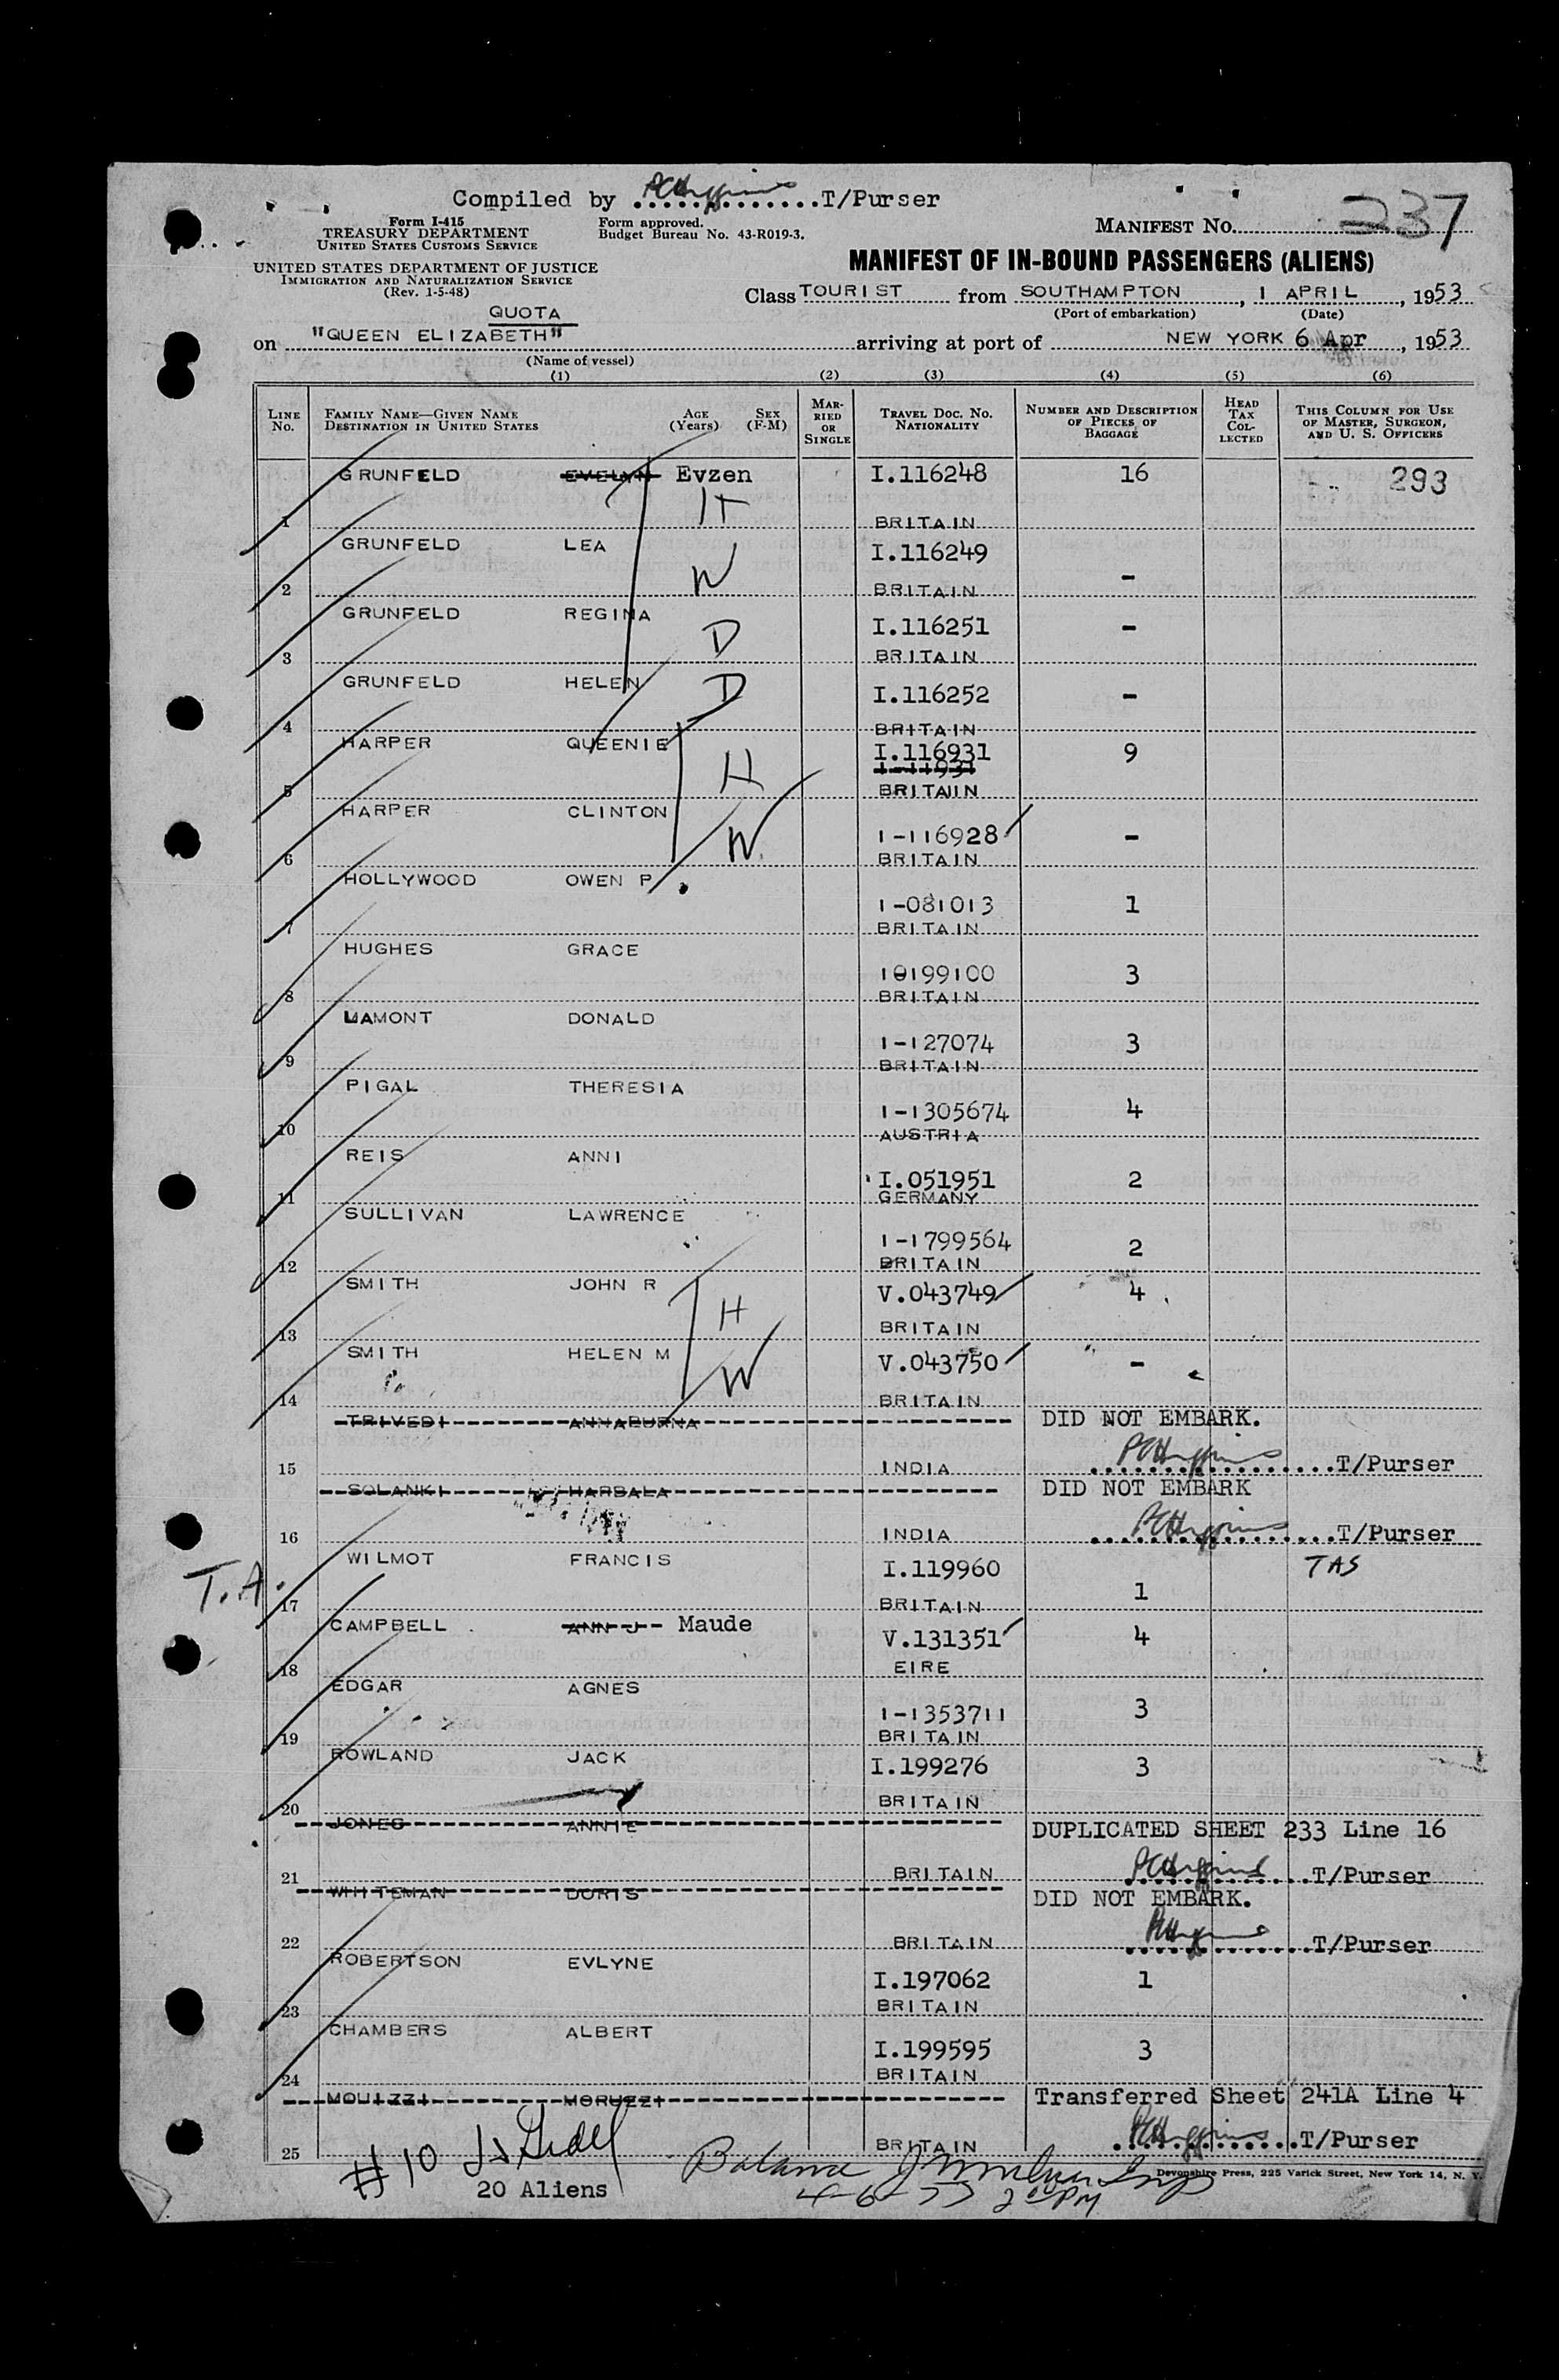 Compiled by .............T/Purser
Form I-415
TREASURY DEPARTMENT
UNITED STATES CUSTOMS SERVICE
Form approved.
Budget Bureau No. 43-R019-3.
MANIFEST NO. 237
UNITED STATES DEPARTMENT OF JUSTICE
IMMIGRATION AND NATURALIZATION SERVICE
(Rev. 1-5-48)
MANIFEST OF IN-BOUND PASSENGERS (ALIENS)
Class TOURIST from SOUTHAMPTON, 1 APRIL, 1953
(Port of embarkation) (Date)
QUOTA
on "QUEEN ELIZABETH" arriving at port of NEW YORK 6 Apr, 1953
(Name of vessel)
(1) (2) (3) (4) (5) (6)
LINE NO. FAMILY NAME—GIVEN NAME DESTINATION IN UNITED STATES AGE (Years) SEX (F-M) MARRIED OR SINGLE TRAVEL DOC. NO. NATIONALITY NUMBER AND DESCRIPTION OF PIECES OF BAGGAGE HEAD TAX COLLECTED THIS COLUMN FOR USE OF MASTER, SURGEON, AND U. S. OFFICERS
GRUNFELD EVELYN Evzen I.116248 16 293
1 H BRITAIN
GRUNFELD LEA I.116249 -
2 W BRITAIN
GRUNFELD REGINA I.116251 -
3 D BRITAIN
GRUNFELD HELEN D I.116252 -
4 BRITAIN
HARPER QUEENIE I.116931 9
1-11931
5 H BRITAIN
HARPER CLINTON 1-116928 -
6 W. BRITAIN
HOLLYWOOD OWEN P 1-081013 1
7 BRITAIN
HUGHES GRACE 10199100 3
8 BRITAIN
LAMONT DONALD 1-127074 3
9 BRITAIN
PIGAL THERESIA 1-1305674 4
10 AUSTRIA
REIS ANNI I.051951 2
11 GERMANY
SULLIVAN LAWRENCE 1-1799564 2
12 BRITAIN
SMITH JOHN R V.043749 4
13 H BRITAIN
SMITH HELEN M V.043750 -
14 W BRITAIN
TRIVEDI ANNAPURNA DID NOT EMBARK.
15 INDIA T/Purser
SOLANKI HARBALA DID NOT EMBARK
16 INDIA T/Purser
WILMOT FRANCIS I.119960 1 TAS
T.A. 17 BRITAIN
CAMPBELL ANN J Maude V.131351 4
18 EIRE
EDGAR AGNES 1-1353711 3
19 BRITAIN
ROWLAND JACK I.199276 3
20 BRITAIN
JONES ANNIE DUPLICATED SHEET 233 Line 16
21 BRITAIN T/Purser
WHITEMAN DORIS DID NOT EMBARK.
22 BRITAIN T/Purser
ROBERTSON EVLYNE I.197062 1
23 BRITAIN
CHAMBERS ALBERT I.199595 3
24 BRITAIN
MOUIZZI MORUZZI Transferred Sheet 241A Line 4
25 BRITAIN T/Purser
Devonshire Press, 225 Varick Street, New York 14, N. Y.
#10
Balance
20 Aliens